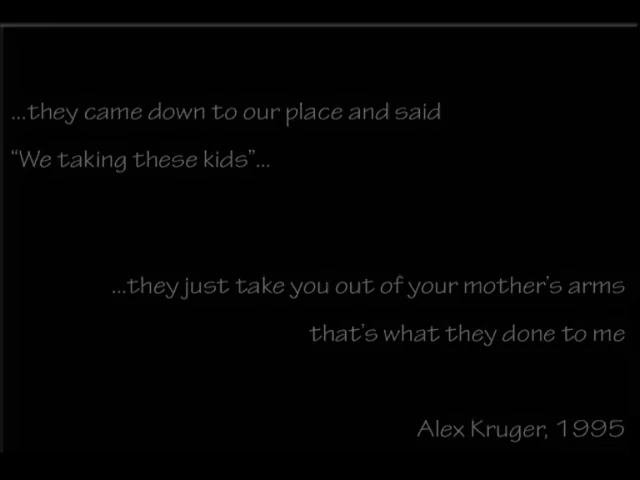 ...they came down to our place and said
“We taking these kids”...
...they just take you out of your mother's arms
that's what they done to me
Alex Kruger, 1995